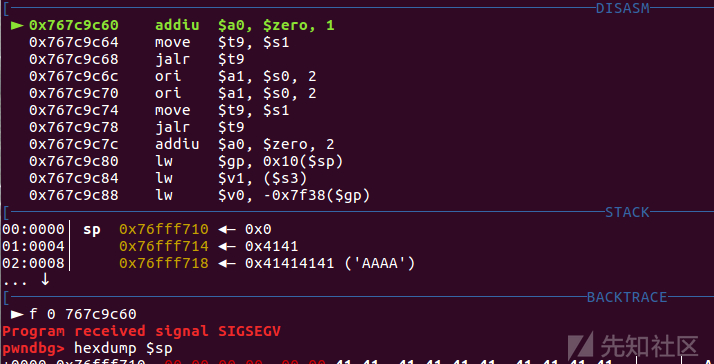 [─DISASM─
► 0x767c9c60 addiu $a0, $zero, 1
0x767c9c64 move $t9, $s1
0x767c9c68 jalr $t9
0x767c9c6c ori $a1, $s0, 2
0x767c9c70 ori $a1, $s0, 2
0x767c9c74 move $t9, $s1
0x767c9c78 jalr $t9
0x767c9c7c addiu $a0, $zero, 2
0x767c9c80 lw $gp, 0x10($sp)
0x767c9c84 lw $v1, ($s3)
0x767c9c88 lw $v0, -0x7f38($gp)
[─STACK─
00:0000│ sp 0x76fff710 ◂— 0x0
01:0004│ 0x76fff714 ◂— 0x4141
02:0008│ 0x76fff718 ◂— 0x41414141 ('AAAA')
... ↓
[─BACKTRACE─
► f 0 767c9c60
Program received signal SIGSEGV
pwndbg> hexdump $sp
先知社区